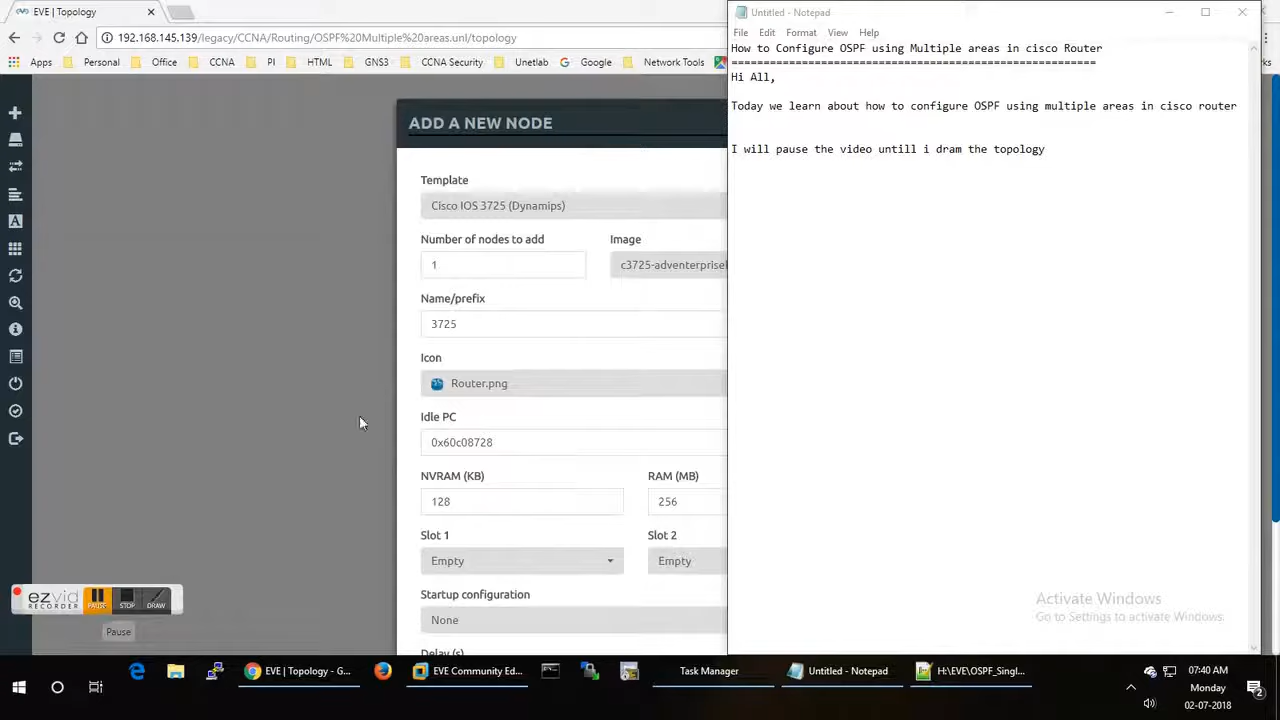 EVE | Topology
Untitled - Notepad
192.168.145.139/legacy/CCNA/Routing/OSPF%20Multiple%20areas.unl/topology
File Edit Format View Help
Apps Personal Office CCNA PI HTML GNS3 CCNA Security Unetlab Google Network Tools
How to Configure OSPF using Multiple areas in cisco Router
=========================================================
Hi All,
Today we learn about how to configure OSPF using multiple areas in cisco router
I will pause the video untill i dram the topology
ADD A NEW NODE
Template
Cisco IOS 3725 (Dynamips)
Number of nodes to add Image
1 c3725-adventerprisel
Name/prefix
3725
Icon
Router.png
Idle PC
0x60c08728
NVRAM (KB) RAM (MB)
128 256
Slot 1 Slot 2
Empty Empty
Startup configuration
None
Delay (s)
ezvid
RECORDER
PAUSE STOP DRAW
Pause
Activate Windows
Go to Settings to activate Windows.
EVE | Topology - G... EVE Community Ed... Task Manager Untitled - Notepad H:\EVE\OSPF_Singl...
07:40 AM
Monday
02-07-2018
2